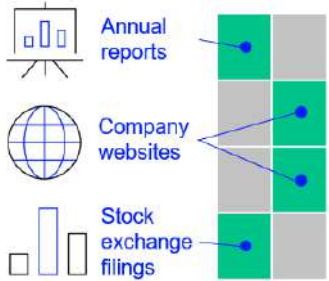 Annual
reports
Company
websites
Stock
exchange
filings